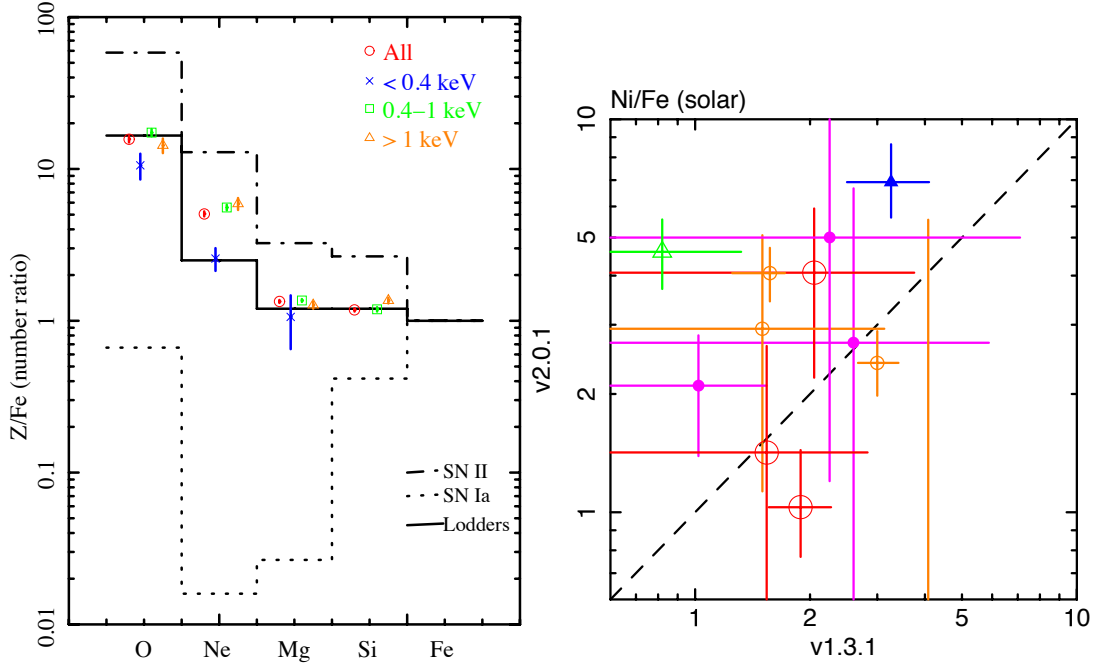 100
10
1
0.1
0.01
Z/Fe (number ratio)
All
< 0.4 keV
0.4–1 keV
> 1 keV
SN II
SN Ia
Lodders
O Ne Mg Si Fe
Ni/Fe (solar)
10
5
2
1
v2.0.1
1 2 5 10
v1.3.1